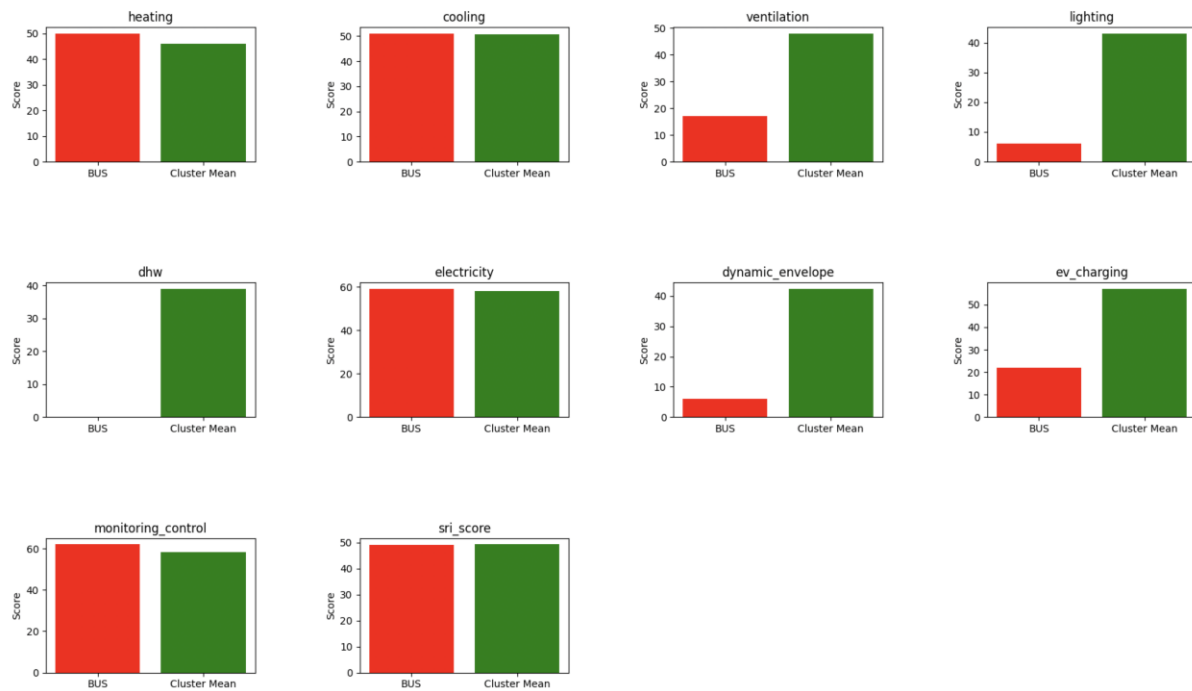 heating
Score
50
40
30
20
10
0
BUS
Cluster Mean
cooling
Score
50
40
30
20
10
0
BUS
Cluster Mean
ventilation
Score
50
40
30
20
10
0
BUS
Cluster Mean
lighting
Score
40
30
20
10
0
BUS
Cluster Mean
dhw
Score
40
30
20
10
0
BUS
Cluster Mean
electricity
Score
60
40
20
0
BUS
Cluster Mean
dynamic_envelope
Score
40
30
20
10
0
BUS
Cluster Mean
ev_charging
Score
50
40
30
20
10
0
BUS
Cluster Mean
monitoring_control
Score
60
40
20
0
BUS
Cluster Mean
sri_score
Score
50
40
30
20
10
0
BUS
Cluster Mean